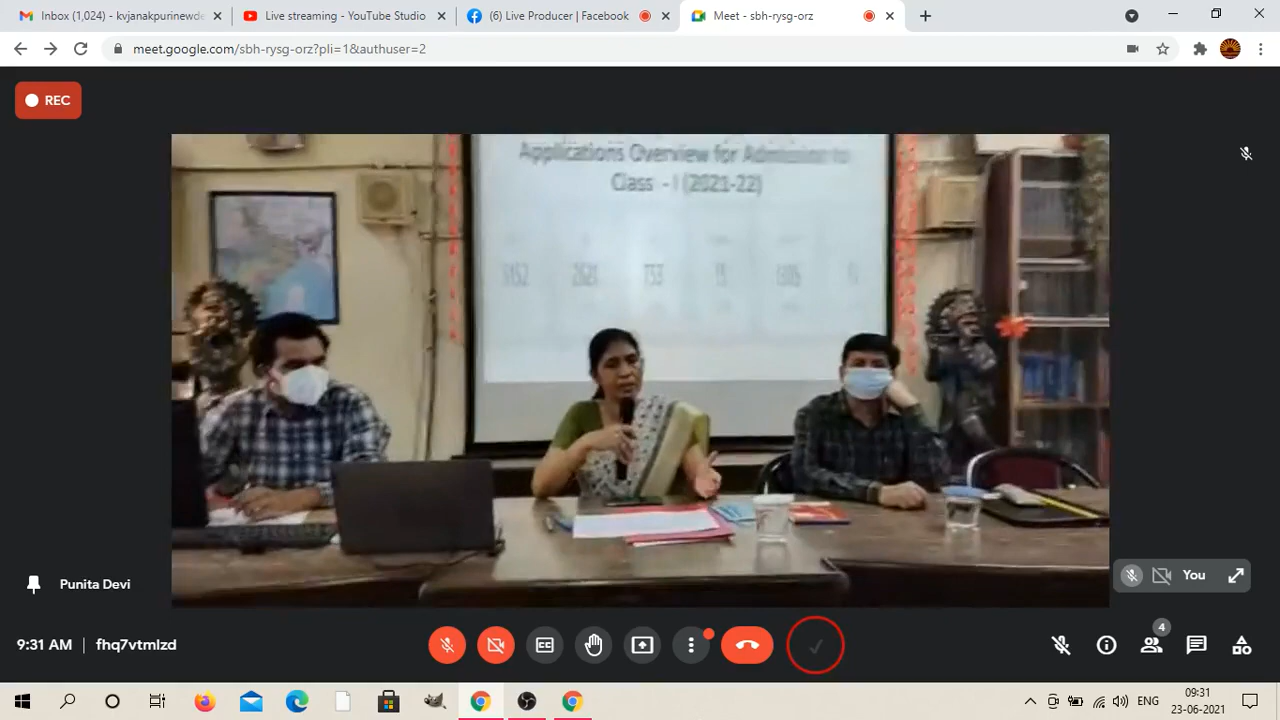 Inbox (1,024) - kvjanakpurinewde
Live streaming - YouTube Studio
(6) Live Producer | Facebook
Meet - sbh-rysg-orz
meet.google.com/sbh-rysg-orz?pli=1&authuser=2
REC
Applications Overview for Admission to
Class - I (2021-22)
Punita Devi
You
9:31 AM | fhq7vtmlzd
4
ENG
09:31
23-06-2021